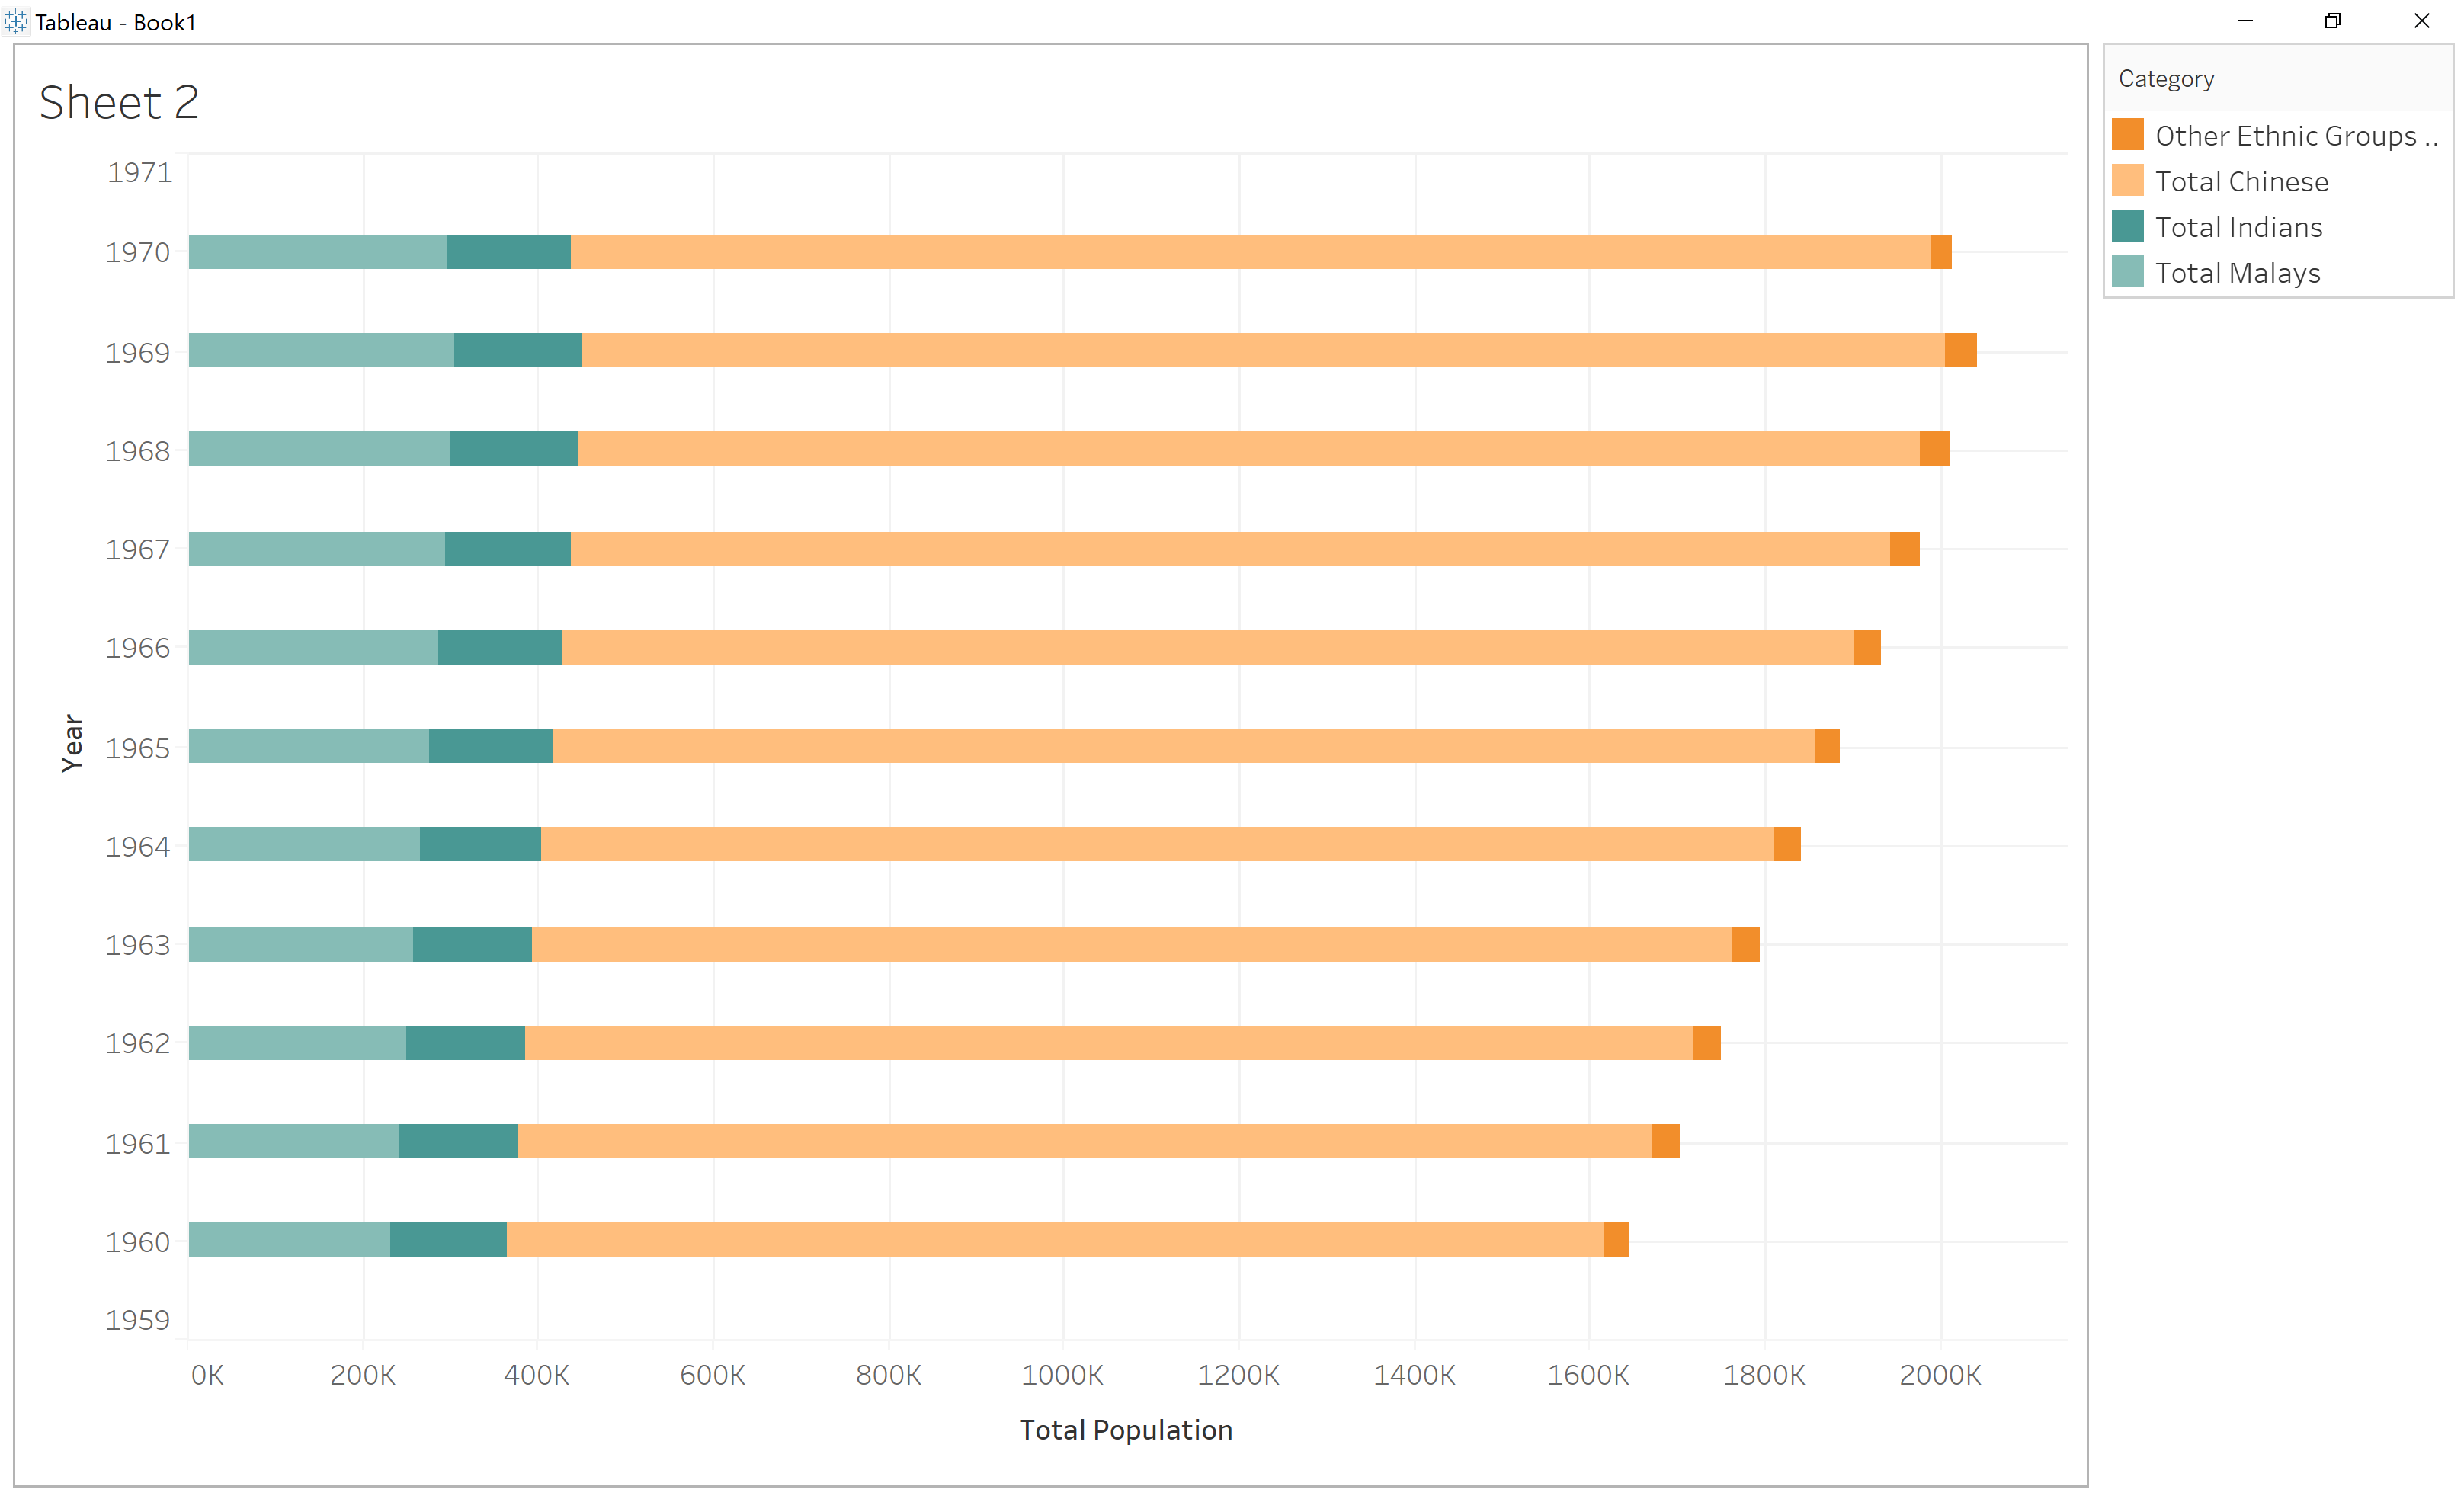 Tableau - Book1
Sheet 2
Category
Other Ethnic Groups ..
Total Chinese
Total Indians
Total Malays
Year
1971
1970
1969
1968
1967
1966
1965
1964
1963
1962
1961
1960
1959
0K 200K 400K 600K 800K 1000K 1200K 1400K 1600K 1800K 2000K
Total Population